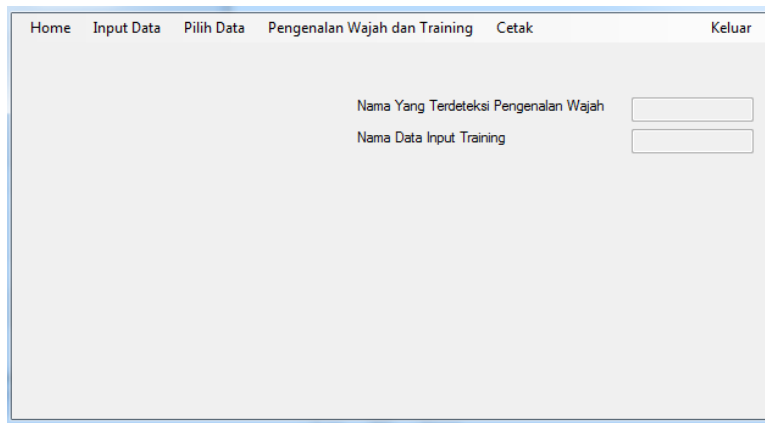 Home Input Data Pilih Data Pengenalan Wajah dan Training Cetak Keluar
Nama Yang Terdeteksi Pengenalan Wajah
Nama Data Input Training